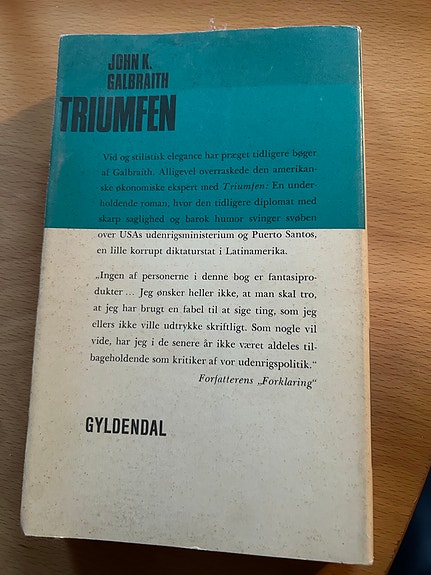 JOHN K.
GALBRAITH
TRIUMFEN
Vid og stilistisk elegance har præget tidligere bøger
af Galbraith. Alligevel overraskede den amerikan-
ske økonomiske ekspert med Triumfen: En under-
holdende roman, hvor den tidligere diplomat med
skarp saglighed og barok humor svinger svøben
over USAs udenrigsministerium og Puerto Santos,
en lille korrupt diktaturstat i Latinamerika.
„Ingen af personerne i denne bog er fantasipro-
dukter ... Jeg ønsker heller ikke, at man skal tro,
at jeg har brugt en fabel til at sige ting, som jeg
ellers ikke ville udtrykke skriftligt. Som nogle vil
vide, har jeg i de senere år ikke været aldeles til-
bageholdende som kritiker af vor udenrigspolitik.“
Forfatterens „Forklaring“
GYLDENDAL